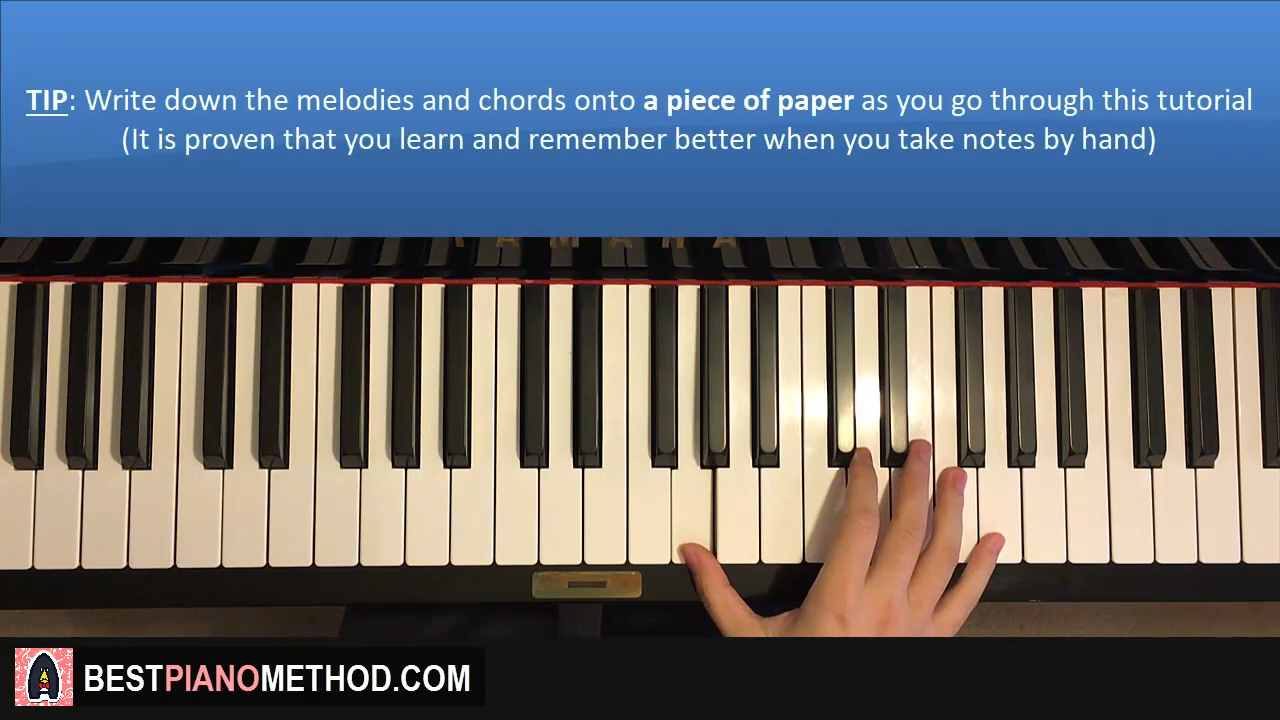 TIP: Write down the melodies and chords onto a piece of paper as you go through this tutorial
(It is proven that you learn and remember better when you take notes by hand)
YAMAHA
BESTPIANOMETHOD.COM